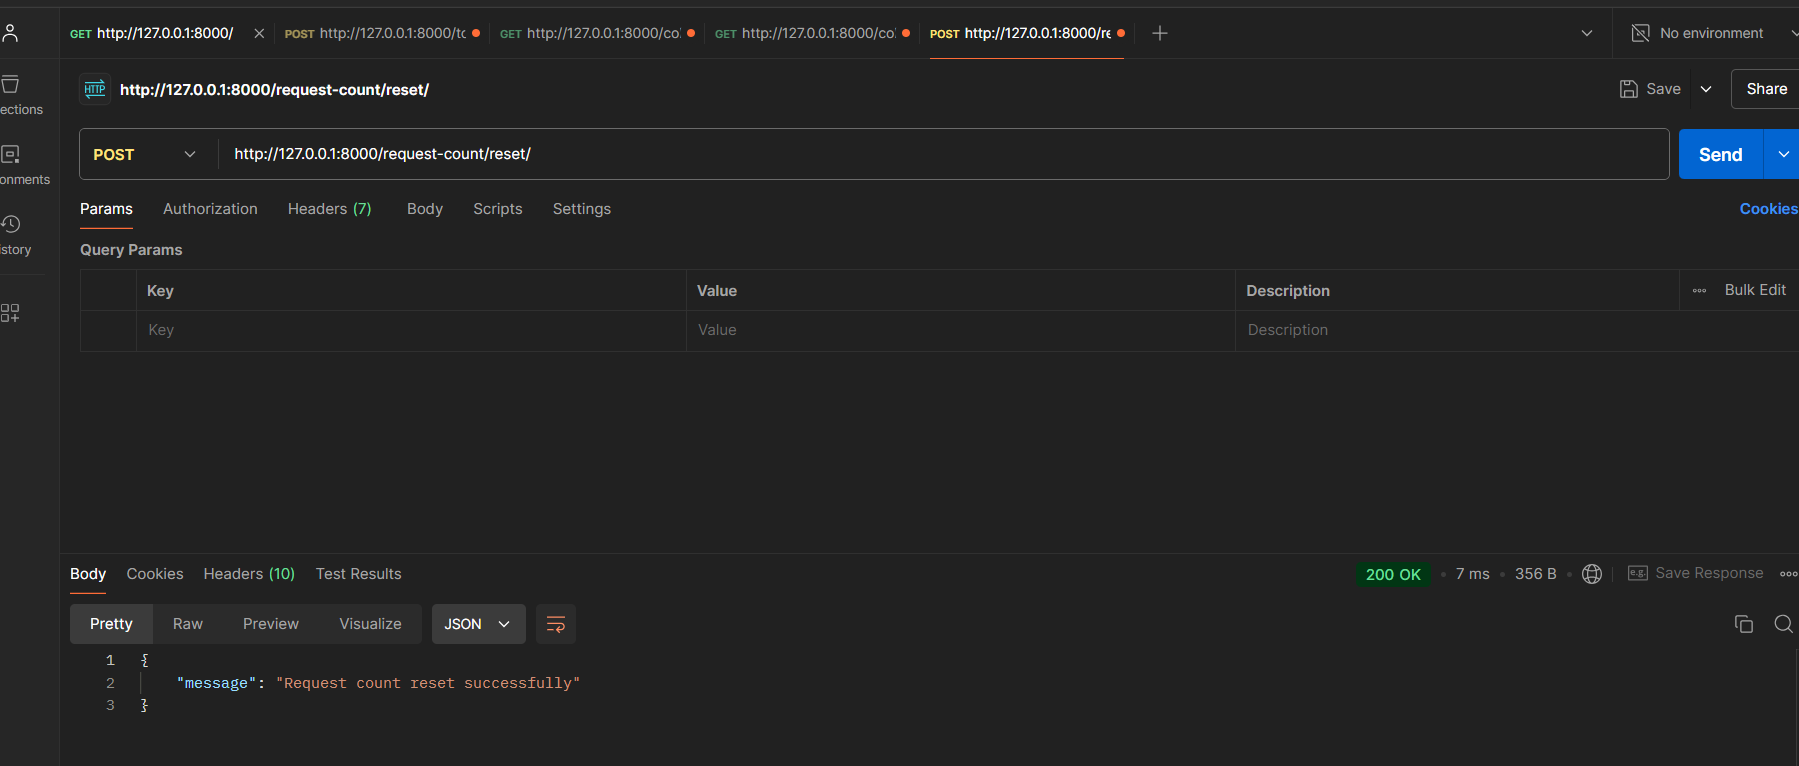 GET http://127.0.0.1:8000/ POST http://127.0.0.1:8000/tc GET http://127.0.0.1:8000/co GET http://127.0.0.1:8000/co POST http://127.0.0.1:8000/re No environment
HTTP http://127.0.0.1:8000/request-count/reset/ Save Share
ections
POST http://127.0.0.1:8000/request-count/reset/ Send
onments
Params Authorization Headers (7) Body Scripts Settings Cookies
istory
Query Params
Key Value Description Bulk Edit
Key Value Description
Body Cookies Headers (10) Test Results 200 OK 7 ms 356 B e.g. Save Response
Pretty Raw Preview Visualize JSON
1 {
2 "message": "Request count reset successfully"
3 }